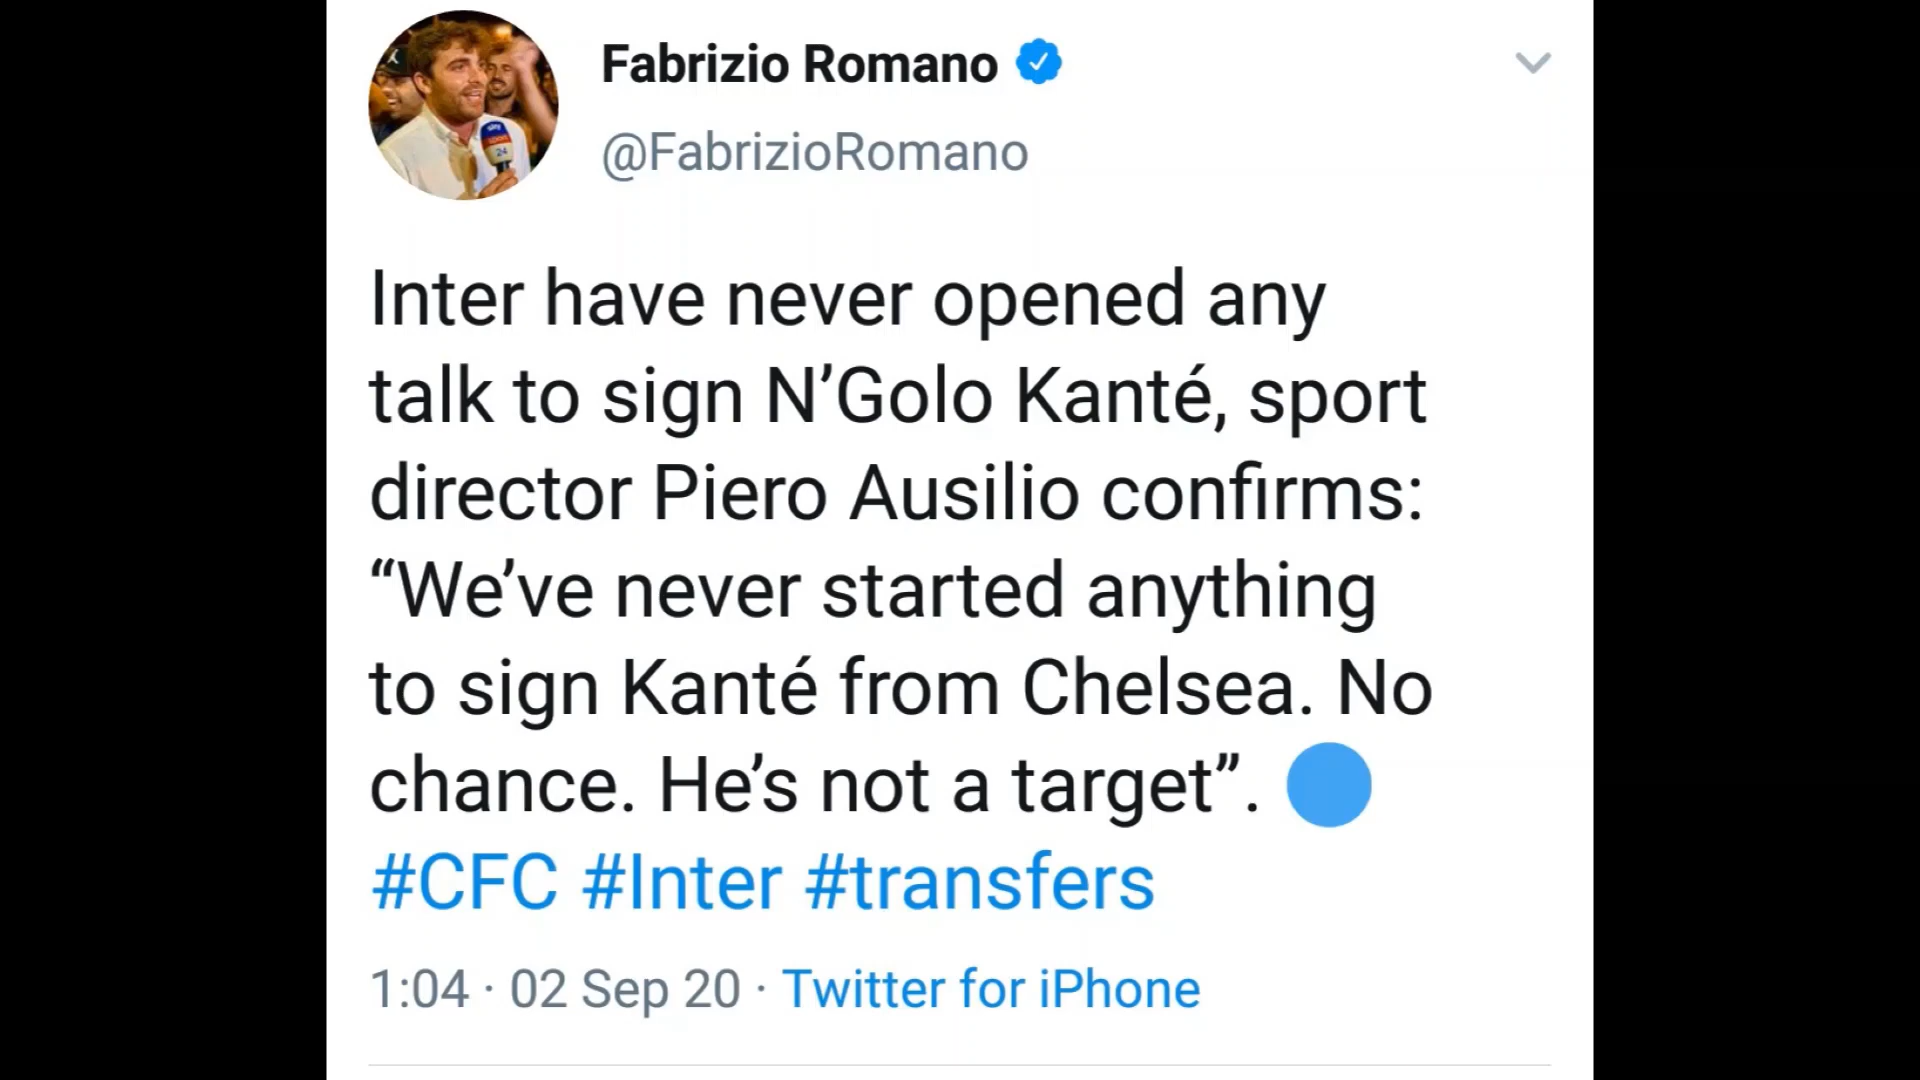 Fabrizio Romano
@FabrizioRomano
Inter have never opened any
talk to sign N’Golo Kanté, sport
director Piero Ausilio confirms:
“We’ve never started anything
to sign Kanté from Chelsea. No
chance. He’s not a target”. 🔵
#CFC #Inter #transfers
1:04 · 02 Sep 20 · Twitter for iPhone